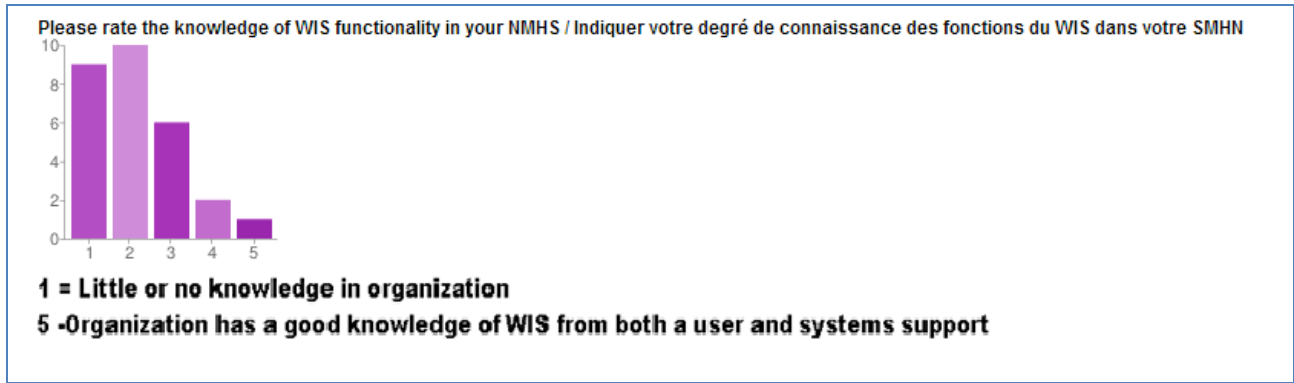 Please rate the knowledge of WIS functionality in your NMHS / Indiquer votre degré de connaissance des fonctions du WIS dans votre SMHN
10
8
6
4
2
0
1 2 3 4 5
1 = Little or no knowledge in organization
5 -Organization has a good knowledge of WIS from both a user and systems support